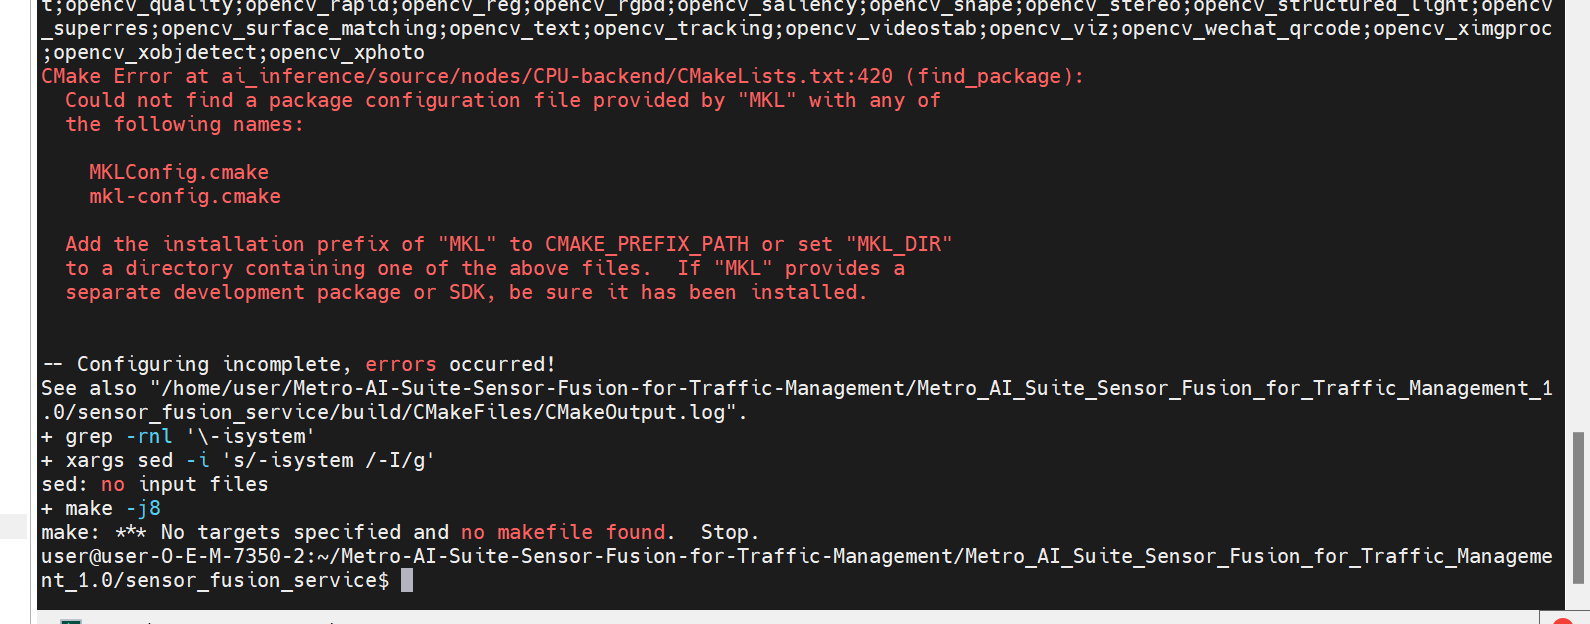 t;opencv_quality;opencv_rapid;opencv_reg;opencv_rgbd;opencv_saliency;opencv_shape;opencv_stereo;opencv_structured_light;opencv
_superres;opencv_surface_matching;opencv_text;opencv_tracking;opencv_videostab;opencv_viz;opencv_wechat_qrcode;opencv_ximgproc
;opencv_xobjdetect;opencv_xphoto
CMake Error at ai_inference/source/nodes/CPU-backend/CMakeLists.txt:420 (find_package):
  Could not find a package configuration file provided by "MKL" with any of
  the following names:

    MKLConfig.cmake
    mkl-config.cmake

  Add the installation prefix of "MKL" to CMAKE_PREFIX_PATH or set "MKL_DIR"
  to a directory containing one of the above files.  If "MKL" provides a
  separate development package or SDK, be sure it has been installed.


-- Configuring incomplete, errors occurred!
See also "/home/user/Metro-AI-Suite-Sensor-Fusion-for-Traffic-Management/Metro_AI_Suite_Sensor_Fusion_for_Traffic_Management_1
.0/sensor_fusion_service/build/CMakeFiles/CMakeOutput.log".
+ grep -rnl '\-isystem'
+ xargs sed -i 's/-isystem /-I/g'
sed: no input files
+ make -j8
make: *** No targets specified and no makefile found.  Stop.
user@user-O-E-M-7350-2:~/Metro-AI-Suite-Sensor-Fusion-for-Traffic-Management/Metro_AI_Suite_Sensor_Fusion_for_Traffic_Manageme
nt_1.0/sensor_fusion_service$